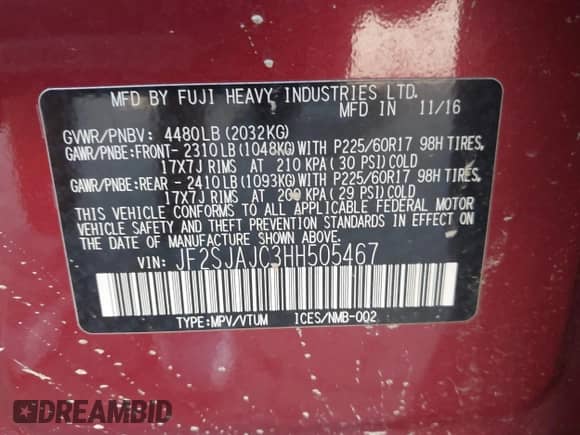 MFD BY FUJI HEAVY INDUSTRIES LTD.
MFD IN 11/16
GVWR/PNBV: 4480LB (2032KG)
GAWR/PNBE: FRONT- 2310LB (1048KG) WITH P225/60R17 98H TIRES,
17X7J RIMS AT 210 KPA (30 PSI) COLD
GAWR/PNBE: REAR - 2410LB (1093KG) WITH P225/60R17 98H TIRES,
17X7J RIMS AT 200 KPA (29 PSI) COLD
THIS VEHICLE CONFORMS TO ALL APPLICABLE FEDERAL MOTOR
VEHICLE SAFETY AND THEFT PREVENTION STANDARDS IN EFFECT ON
THE DATE OF MANUFACTURE SHOWN ABOVE.
VIN: JF2SJAJC3HH505467
TYPE:MPV/VTUM ICES/NMB-002
DREAMBID